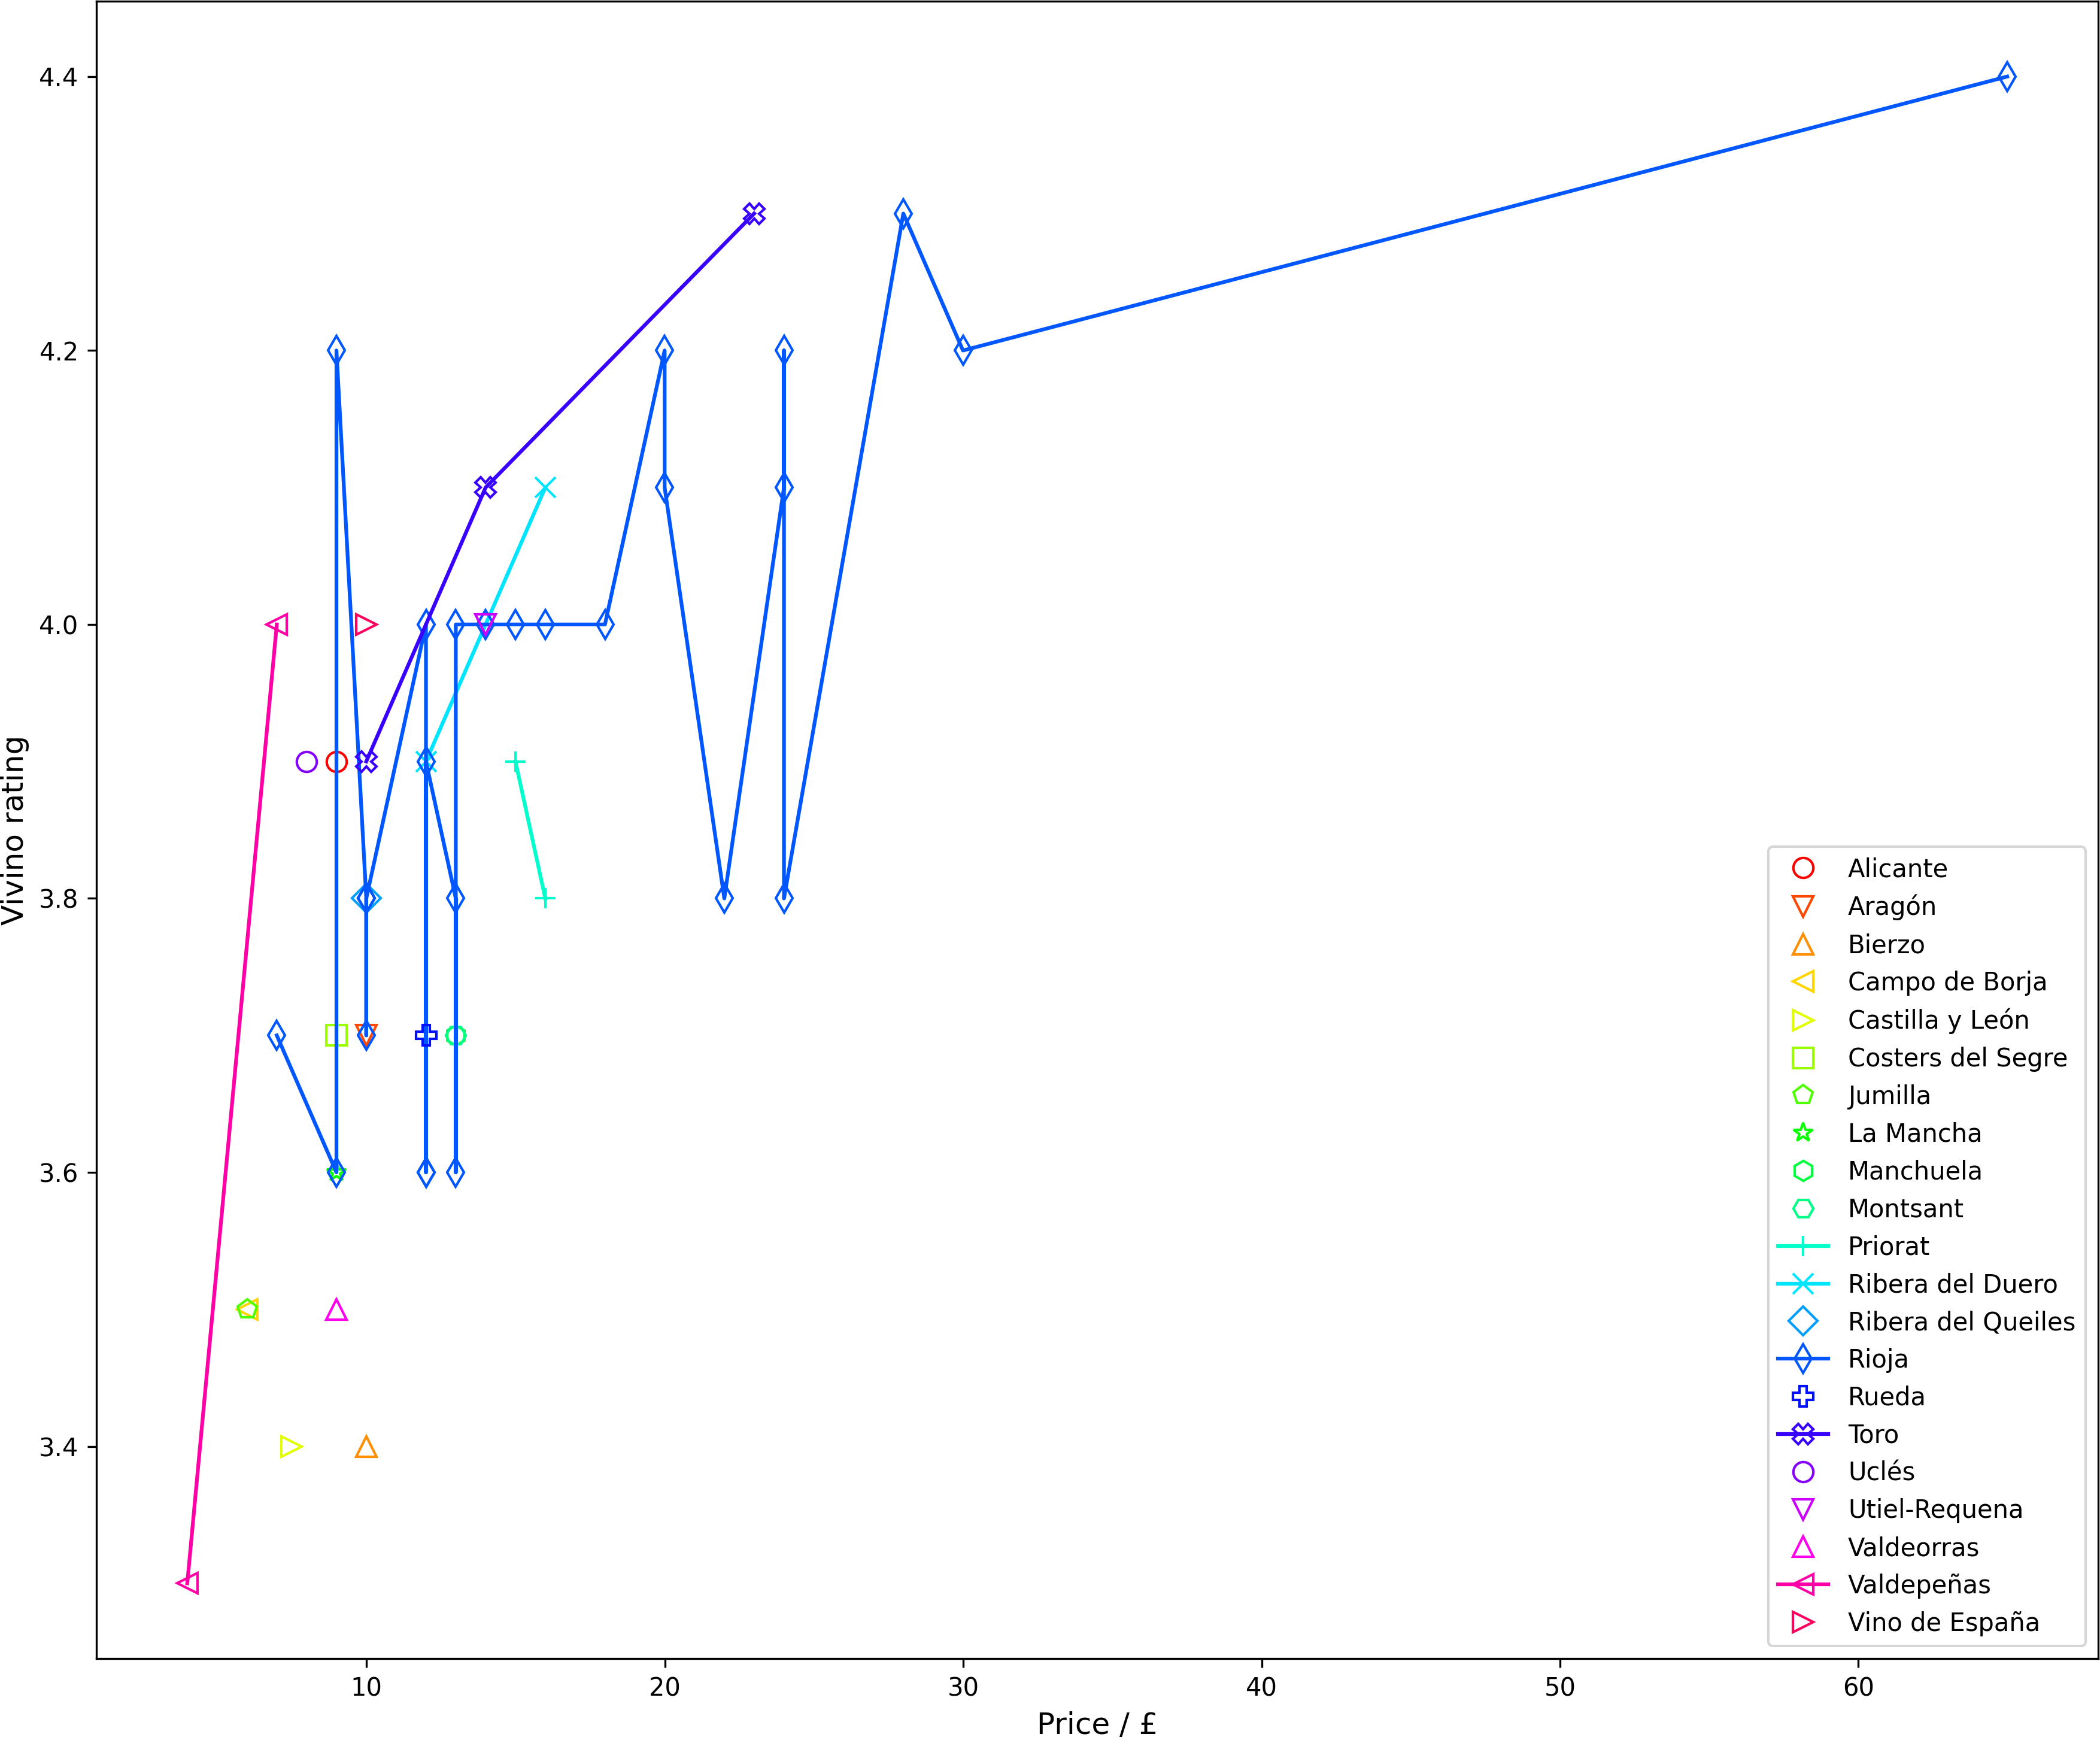 4.4
4.2
4.0
3.8
3.6
3.4
Vivino rating
10 20 30 40 50 60
Price / £
Alicante
Aragón
Bierzo
Campo de Borja
Castilla y León
Costers del Segre
Jumilla
La Mancha
Manchuela
Montsant
Priorat
Ribera del Duero
Ribera del Queiles
Rioja
Rueda
Toro
Uclés
Utiel-Requena
Valdeorras
Valdepeñas
Vino de España